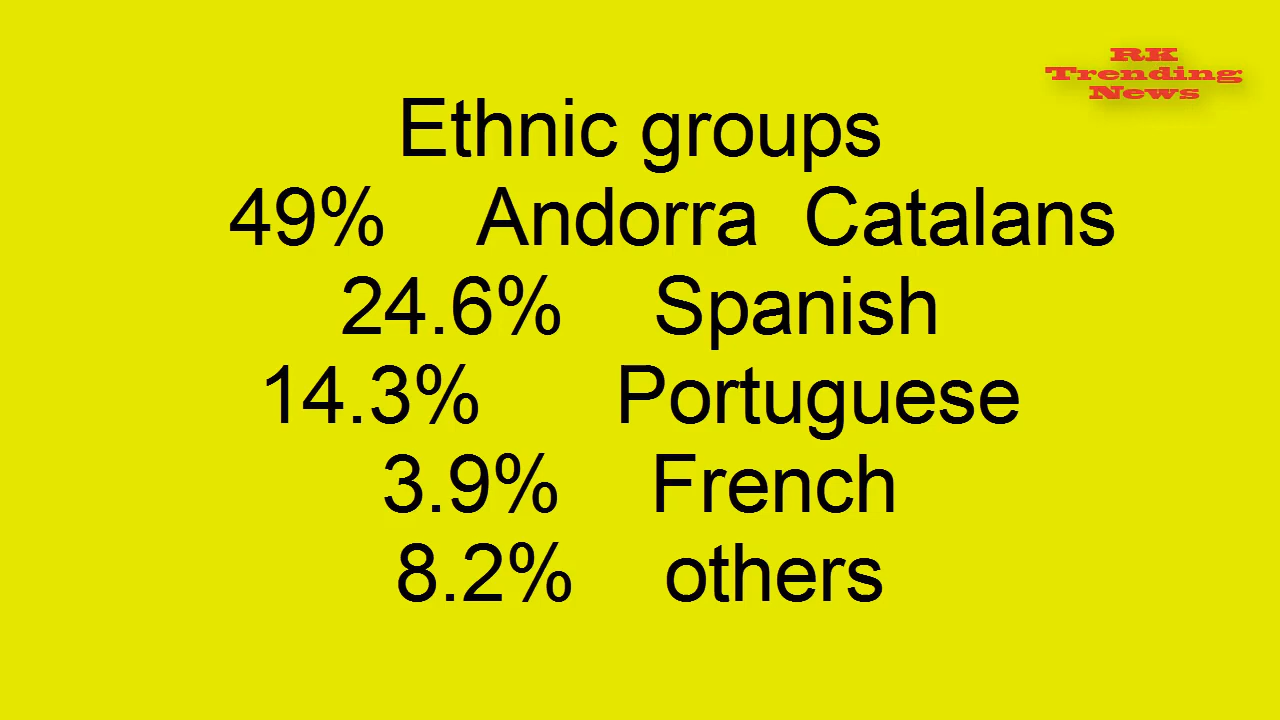 RK
Trending
News
Ethnic groups
49% Andorra Catalans
24.6% Spanish
14.3% Portuguese
3.9% French
8.2% others